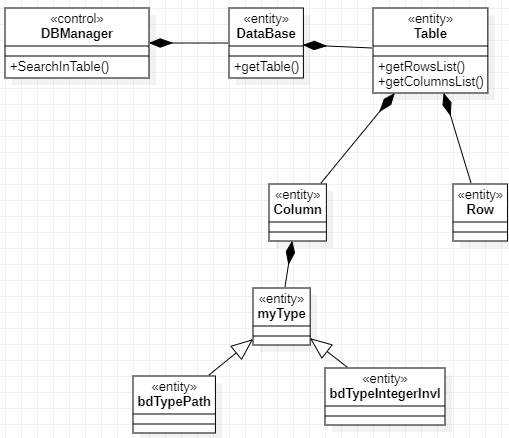 «control»
DBManager
+SearchInTable()
«entity»
DataBase
+getTable()
«entity»
Table
+getRowsList()
+getColumnsList()
«entity»
Column
«entity»
Row
«entity»
myType
«entity»
bdTypePath
«entity»
bdTypeIntegerInvl